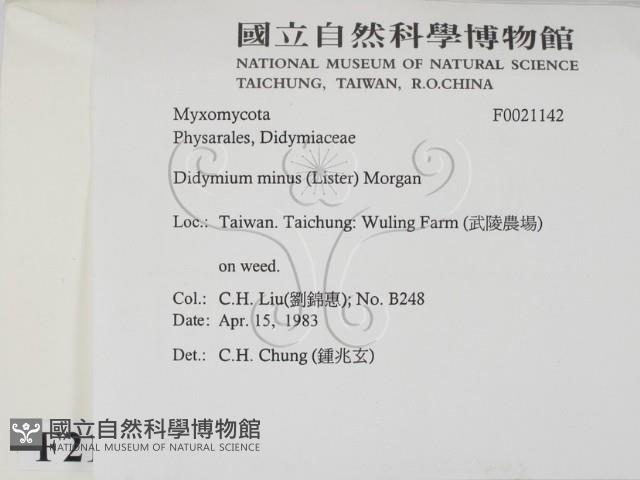 國立自然科學博物館
NATIONAL MUSEUM OF NATURAL SCIENCE
TAICHUNG, TAIWAN, R.O.CHINA
Myxomycota F0021142
Physarales, Didymiaceae
Didymium minus (Lister) Morgan
Loc.: Taiwan. Taichung: Wuling Farm (武陵農場)
on weed.
Col.: C.H. Liu(劉錦惠); No. B248
Date: Apr. 15, 1983
Det.: C.H. Chung (鍾兆玄)
國立自然科學博物館
NATIONAL MUSEUM OF NATURAL SCIENCE